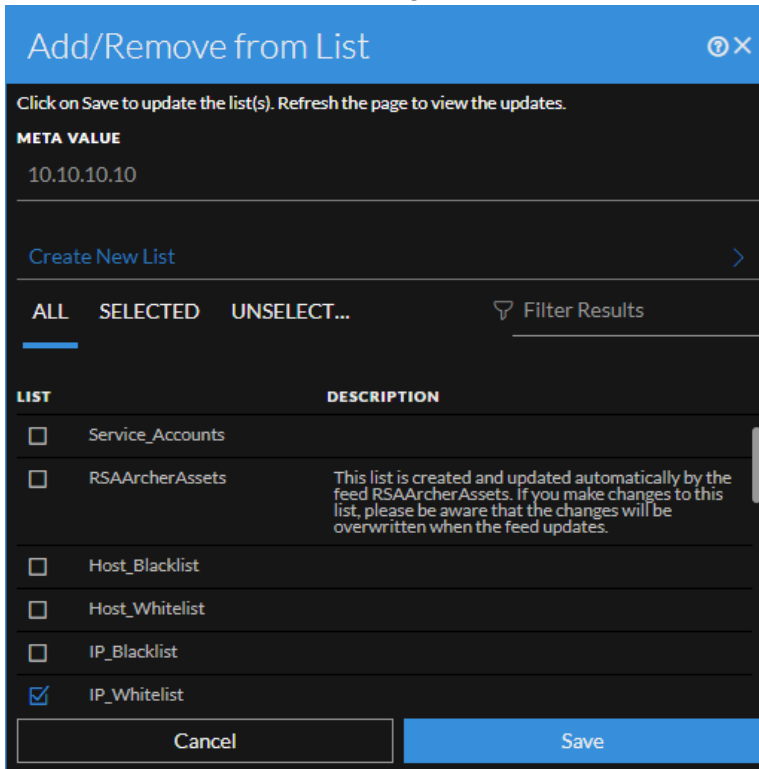 Add/Remove from List
Click on Save to update the list(s). Refresh the page to view the updates.
META VALUE
10.10.10.10
Create New List
ALL SELECTED UNSELECT... Filter Results
LIST DESCRIPTION
Service_Accounts
RSAArcherAssets This list is created and updated automatically by the
feed RSAArcherAssets. If you make changes to this
list, please be aware that the changes will be
overwritten when the feed updates.
Host_Blacklist
Host_Whitelist
IP_Blacklist
IP_Whitelist
Cancel Save